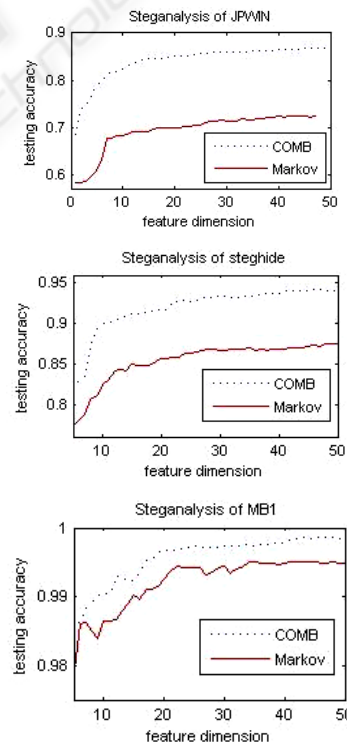 Steganalysis of JPWIN
0.9
0.8
0.7
0.6
testing accuracy
COMB
Markov
0 10 20 30 40 50
feature dimension
Steganalysis of steghide
0.95
0.9
0.85
0.8
testing accuracy
COMB
Markov
10 20 30 40 50
feature dimension
Steganalysis of MB1
1
0.99
0.98
testing accuracy
COMB
Markov
10 20 30 40 50
feature dimension